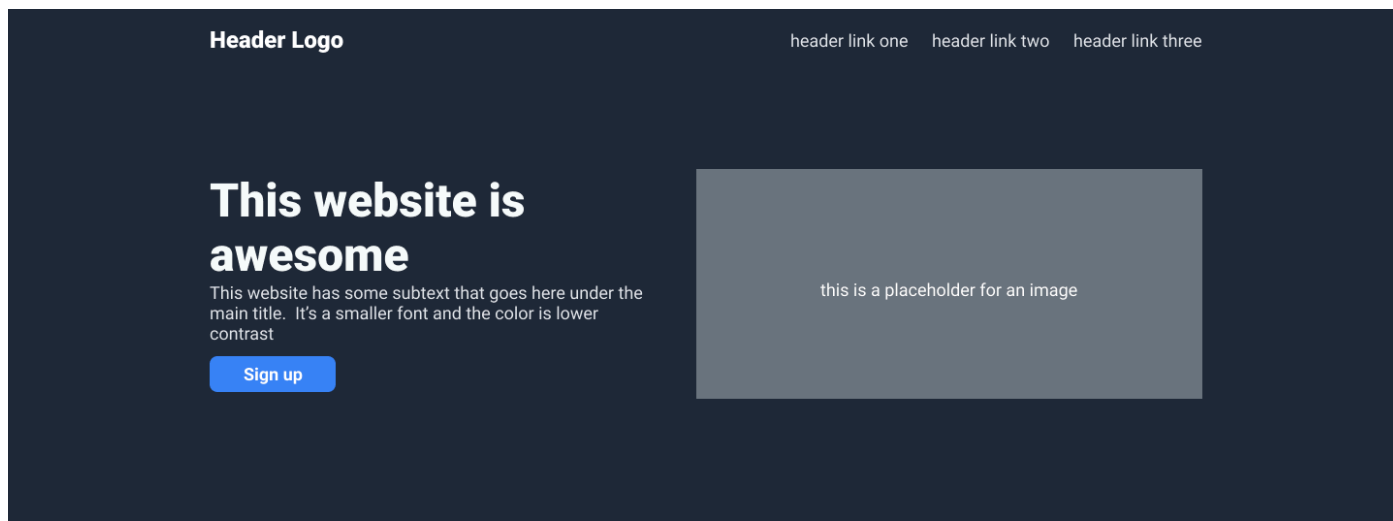 Header Logo
header link one header link two header link three
This website is
awesome
This website has some subtext that goes here under the
main title.  It’s a smaller font and the color is lower
contrast
this is a placeholder for an image
Sign up